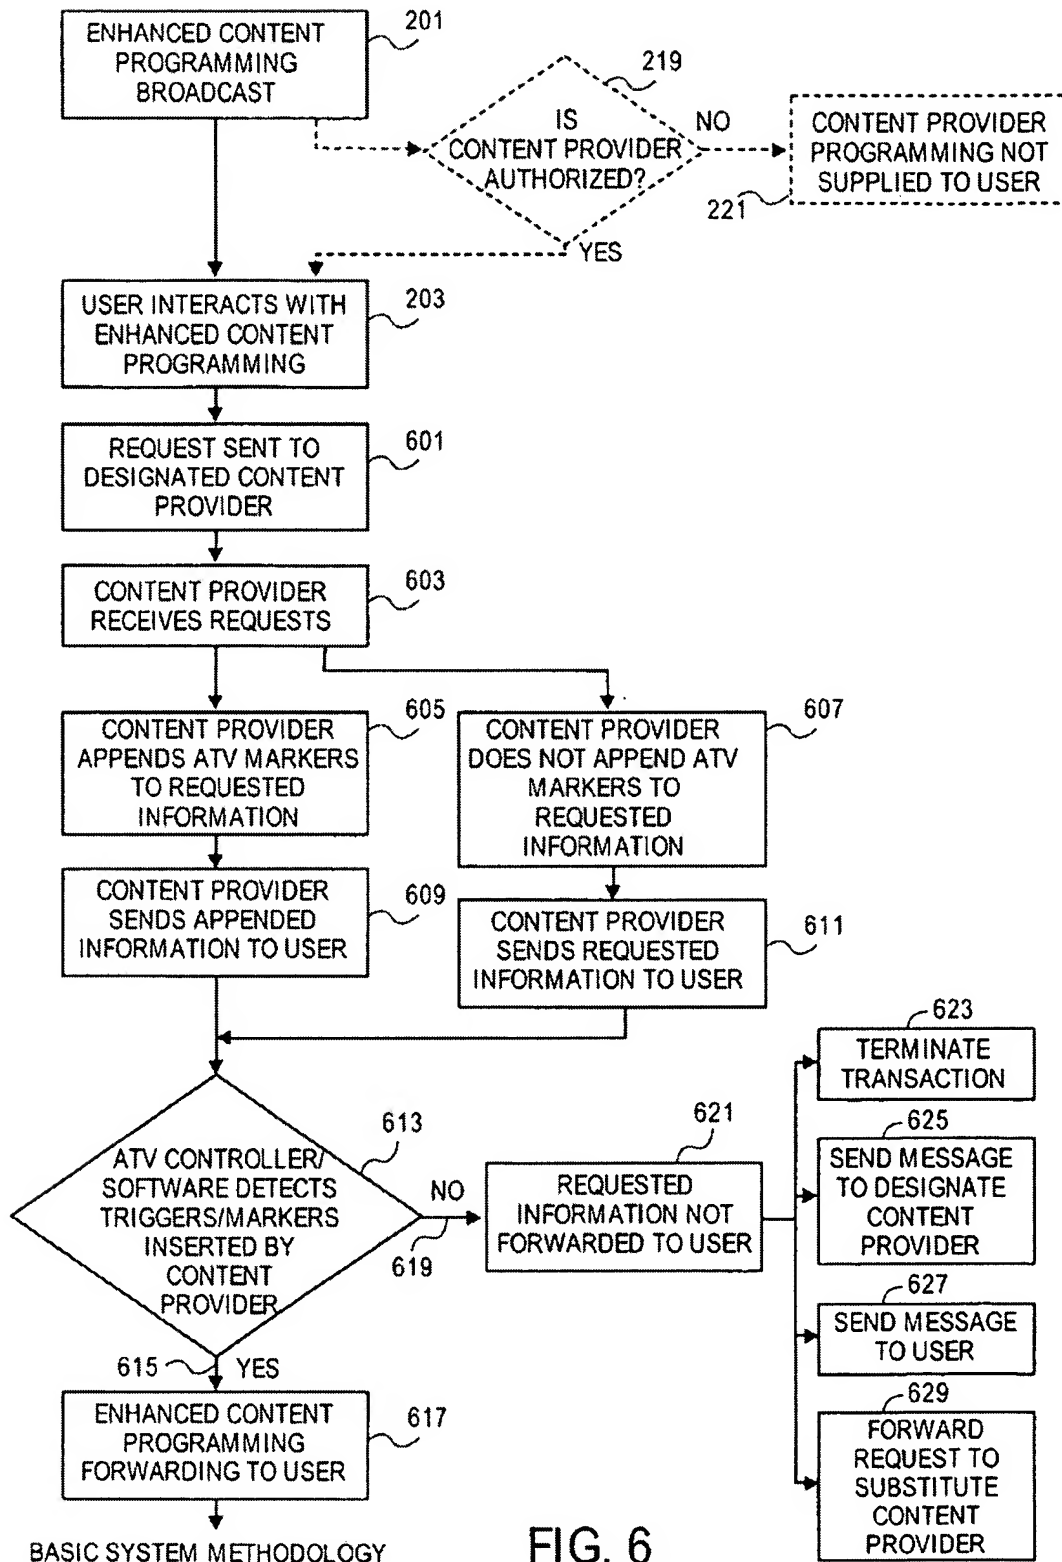 ENHANCED CONTENT
PROGRAMMING
BROADCAST
201
219
IS
CONTENT PROVIDER
AUTHORIZED?
NO
CONTENT PROVIDER
PROGRAMMING NOT
SUPPLIED TO USER
221
YES
USER INTERACTS WITH
ENHANCED CONTENT
PROGRAMMING
203
REQUEST SENT TO
DESIGNATED CONTENT
PROVIDER
601
CONTENT PROVIDER
RECEIVES REQUESTS
603
CONTENT PROVIDER
APPENDS ATV MARKERS
TO REQUESTED
INFORMATION
605
CONTENT PROVIDER
DOES NOT APPEND ATV
MARKERS TO
REQUESTED
INFORMATION
607
CONTENT PROVIDER
SENDS APPENDED
INFORMATION TO USER
609
CONTENT PROVIDER
SENDS REQUESTED
INFORMATION TO USER
611
ATV CONTROLLER/
SOFTWARE DETECTS
TRIGGERS/MARKERS
INSERTED BY
CONTENT
PROVIDER
613
NO
619
REQUESTED
INFORMATION NOT
FORWARDED TO USER
621
623
TERMINATE
TRANSACTION
625
SEND MESSAGE
TO DESIGNATE
CONTENT
PROVIDER
627
SEND MESSAGE
TO USER
629
FORWARD
REQUEST TO
SUBSTITUTE
CONTENT
PROVIDER
615
YES
ENHANCED CONTENT
PROGRAMMING
FORWARDING TO USER
617
BASIC SYSTEM METHODOLOGY
FIG. 6